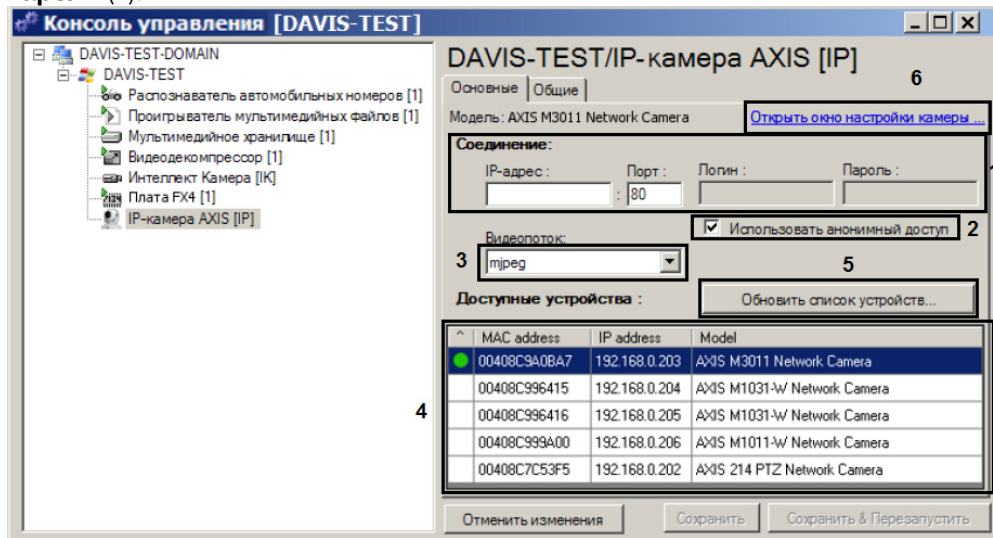 Консоль управления [DAVIS-TEST]
DAVIS-TEST-DOMAIN
DAVIS-TEST
Распознаватель автомобильных номеров [1]
Проигрыватель мультимедийных файлов [1]
Мультимедийное хранилище [1]
Видеодекомпрессор [1]
Интеллект Камера [IK]
Плата FX4 [1]
IP-камера AXIS [IP]
DAVIS-TEST/IP-камера AXIS [IP]
Основные Общие
6
Модель: AXIS M3011 Network Camera Открыть окно настройки камеры ...
Соединение:
IP-адрес : Порт : Логин : Пароль :
: 80
Использовать анонимный доступ 2
Видеопоток:
3 mjpeg
5
Доступные устройства : Обновить список устройств...
^ MAC address IP address Model
00408C9A0BA7 192.168.0.203 AXIS M3011 Network Camera
00408C996415 192.168.0.204 AXIS M1031-W Network Camera
4
00408C996416 192.168.0.205 AXIS M1031-W Network Camera
00408C999A00 192.168.0.206 AXIS M1011-W Network Camera
00408C7C53F5 192.168.0.202 AXIS 214 PTZ Network Camera
Отменить изменения Сохранить Сохранить & Перезапустить